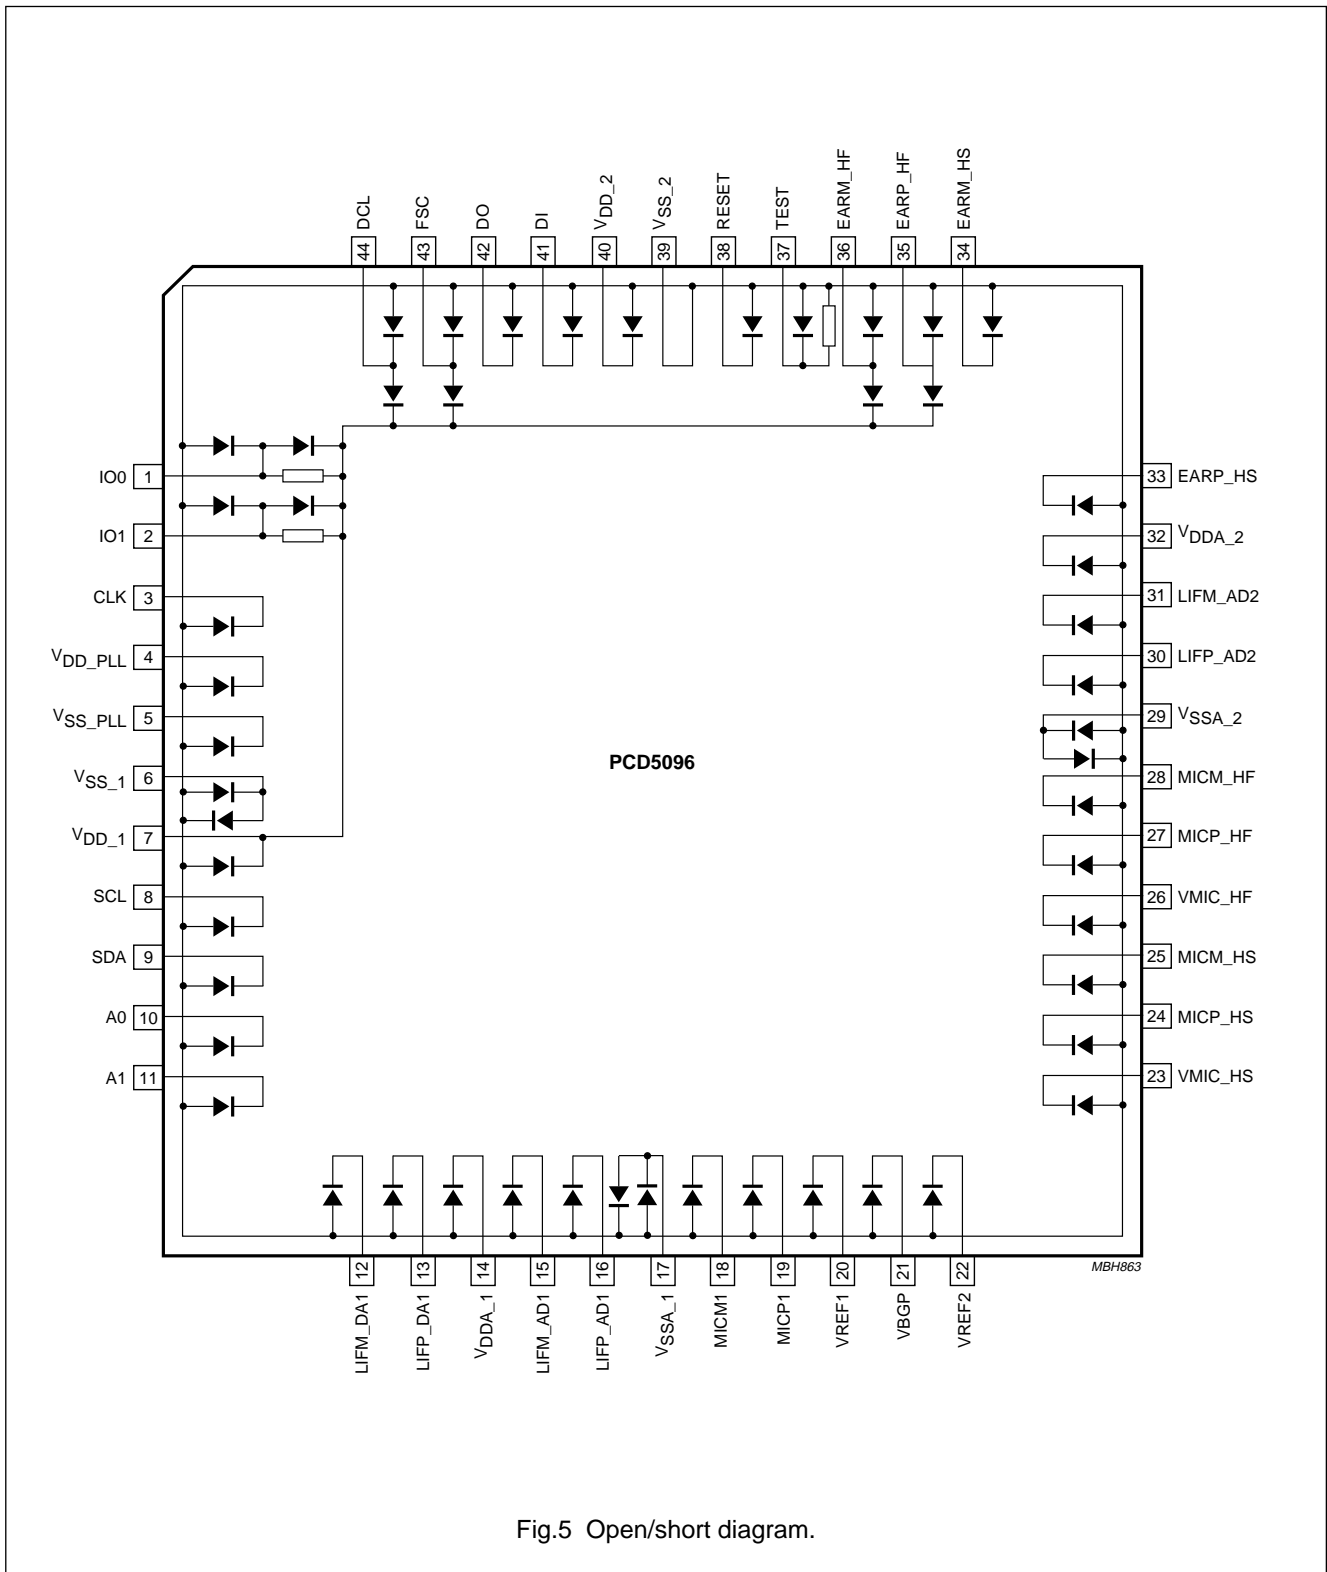 44 DCL
43 FSC
42 DO
41 DI
40 VDD_2
39 VSS_2
38 RESET
37 TEST
36 EARM_HF
35 EARP_HF
34 EARM_HS
IO0 1
IO1 2
CLK 3
VDD_PLL 4
VSS_PLL 5
VSS_1 6
VDD_1 7
SCL 8
SDA 9
A0 10
A1 11
PCD5096
33 EARP_HS
32 VDDA_2
31 LIFM_AD2
30 LIFP_AD2
29 VSSA_2
28 MICM_HF
27 MICP_HF
26 VMIC_HF
25 MICM_HS
24 MICP_HS
23 VMIC_HS
LIFM_DA1 12
LIFP_DA1 13
VDDA_1 14
LIFM_AD1 15
LIFP_AD1 16
VSSA_1 17
MICM1 18
MICP1 19
VREF1 20
VBGP 21
VREF2 22
MBH863
Fig.5 Open/short diagram.